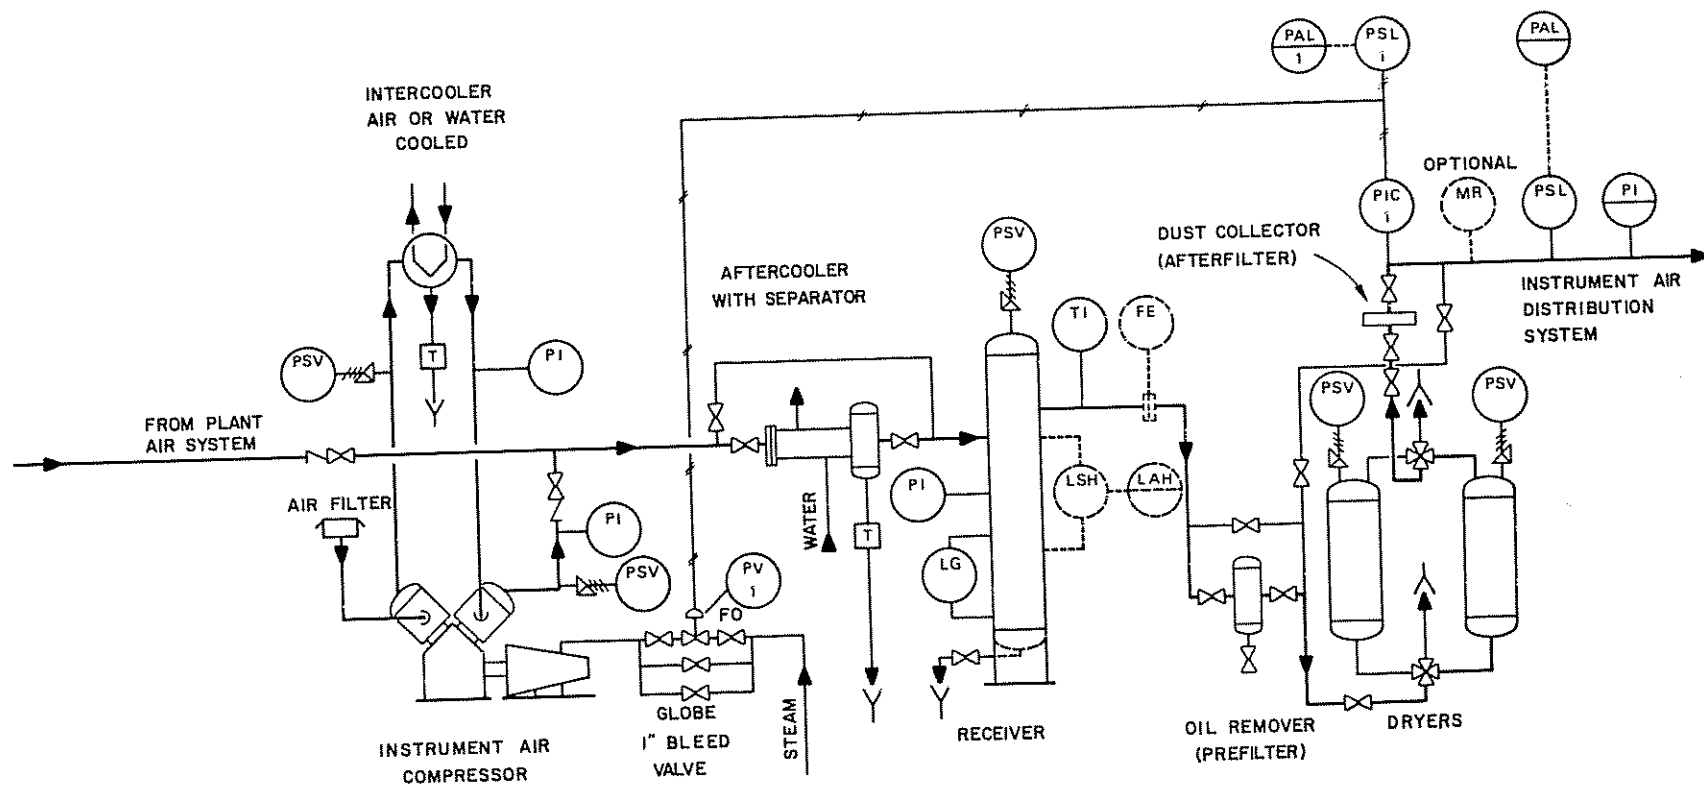 PAL
1
PSL
1
PAL
INTERCOOLER
AIR OR WATER
COOLED
OPTIONAL
PIC
1
MR
PSL
PI
DUST COLLECTOR
(AFTERFILTER)
PSV
AFTERCOOLER
WITH SEPARATOR
INSTRUMENT AIR
DISTRIBUTION
SYSTEM
TI
FE
PSV
T
PI
PSV
PSV
FROM PLANT
AIR SYSTEM
AIR FILTER
PI
WATER
T
PI
LSH
LAH
PSV
PV
1
FO
LG
GLOBE
1" BLEED
VALVE
STEAM
RECEIVER
OIL REMOVER
(PREFILTER)
DRYERS
INSTRUMENT AIR
COMPRESSOR